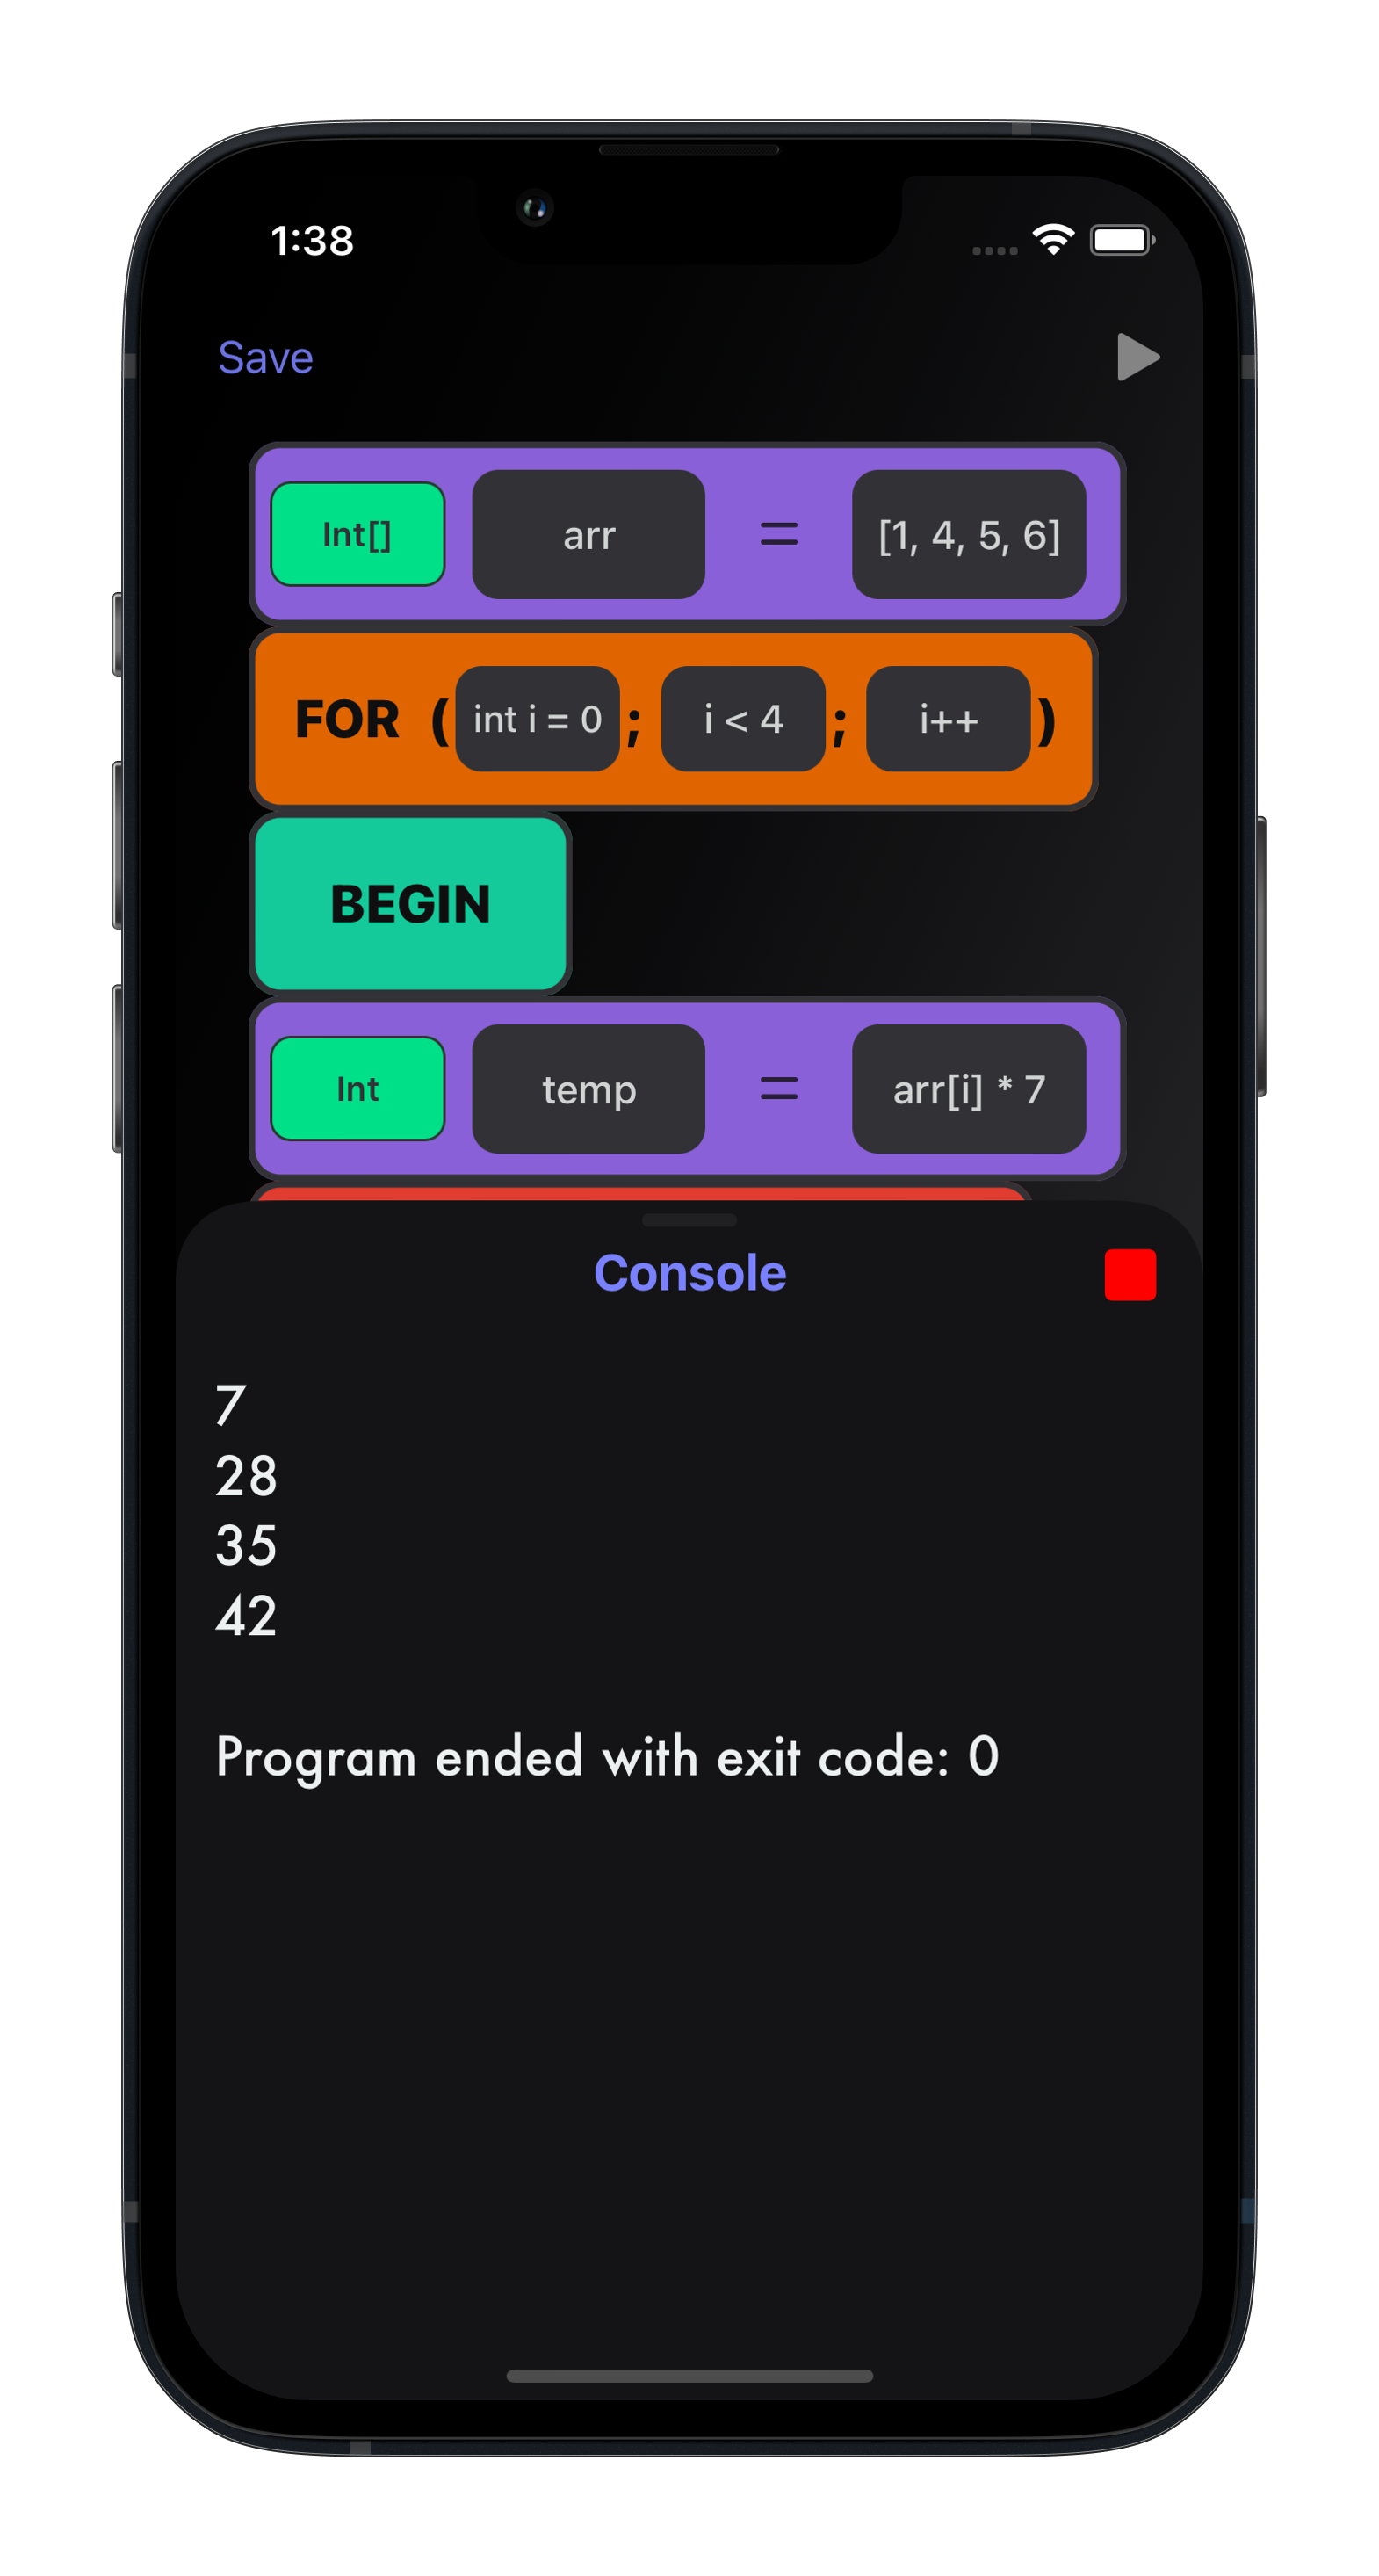 1:38
Save
Int[] arr = [1, 4, 5, 6]
FOR ( int i = 0 ; i < 4 ; i++ )
BEGIN
Int temp = arr[i] * 7
Console
7
28
35
42
Program ended with exit code: 0